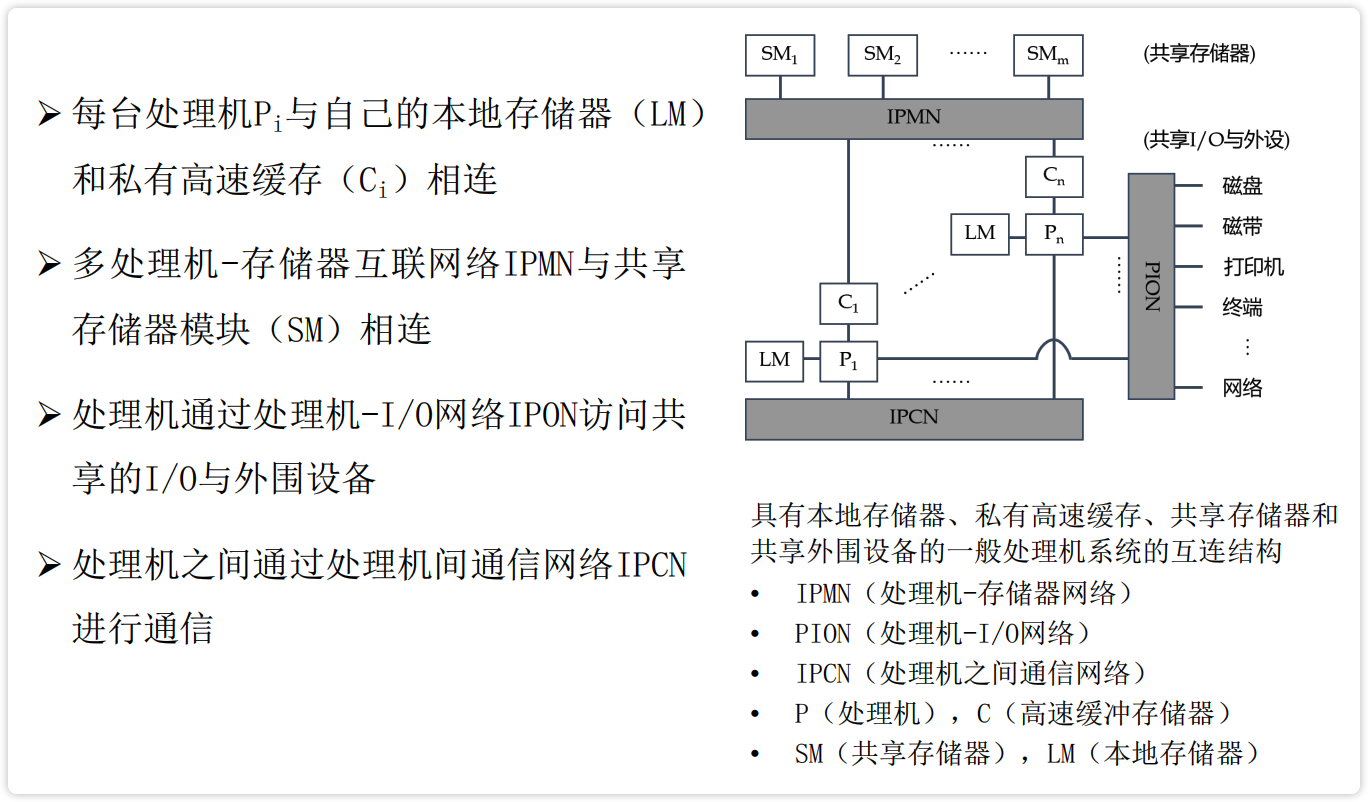 ➢ 每台处理机Pi与自己的本地存储器（LM）
和私有高速缓存（Ci）相连
➢ 多处理机-存储器互联网络IPMN与共享
存储器模块（SM）相连
➢ 处理机通过处理机-I/O网络IPON访问共
享的I/O与外围设备
➢ 处理机之间通过处理机间通信网络IPCN
进行通信
SM1 SM2 ...... SMm (共享存储器)
IPMN
(共享I/O与外设)
......
Cn
磁盘
LM Pn
磁带
......
打印机
PION
C1
......
终端
⋮
LM P1
......
网络
IPCN
具有本地存储器、私有高速缓存、共享存储器和
共享外围设备的一般处理机系统的互连结构
• IPMN（处理机-存储器网络）
• PION（处理机-I/O网络）
• IPCN（处理机之间通信网络）
• P（处理机），C（高速缓冲存储器）
• SM（共享存储器），LM（本地存储器）